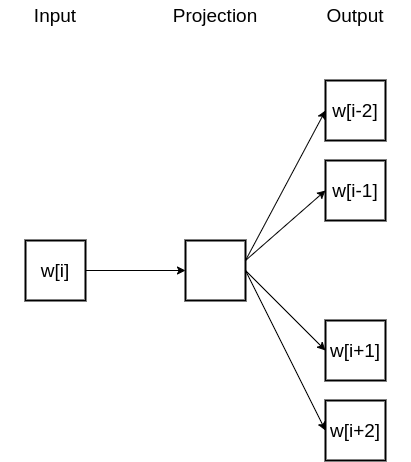 Input Projection Output
w[i-2]
w[i-1]
w[i]
w[i+1]
w[i+2]